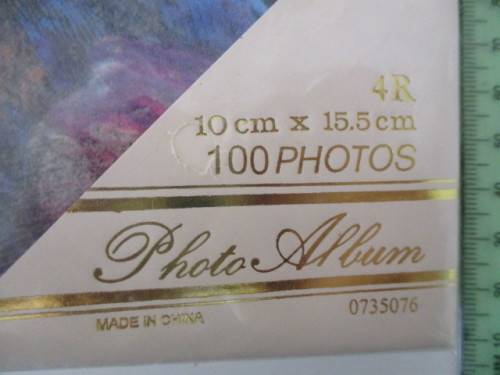 4R
10 cm x 15.5 cm
100 PHOTOS
Photo Album
MADE IN CHINA
0735076